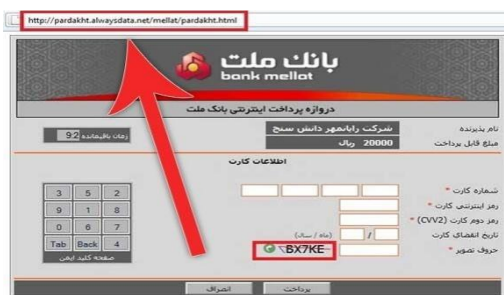 http://pardakht.alwaysdata.net/mellat/pardakht.html
بانك ملت
bank mellat
دروازه پرداخت اینترنتی بانک ملت
نام پذیرنده شرکت رایانمهر دانش سنج
مبلغ قابل پرداخت 20000 ریال
زمان باقیمانده 9:2
اطلاعات کارت
شماره کارت *
رمز اینترنتی کارت *
رمز دوم کارت (CVV2) *
تاریخ انقضای کارت / (ماه / سال)
حروف تصویر * BX7KE
3 5 2
9 1 8
0 6 7
Tab Back 4
صفحه کلید ایمن
پرداخت انصراف